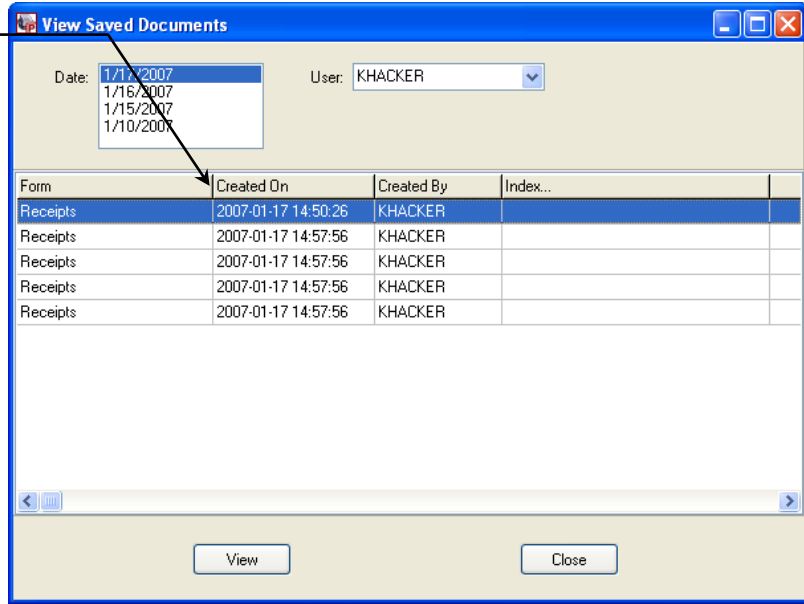 View Saved Documents
Date: 1/17/2007 User: KHACKER
1/16/2007
1/15/2007
1/10/2007
Form Created On Created By Index...
Receipts 2007-01-17 14:50:26 KHACKER
Receipts 2007-01-17 14:57:56 KHACKER
Receipts 2007-01-17 14:57:56 KHACKER
Receipts 2007-01-17 14:57:56 KHACKER
Receipts 2007-01-17 14:57:56 KHACKER
View Close